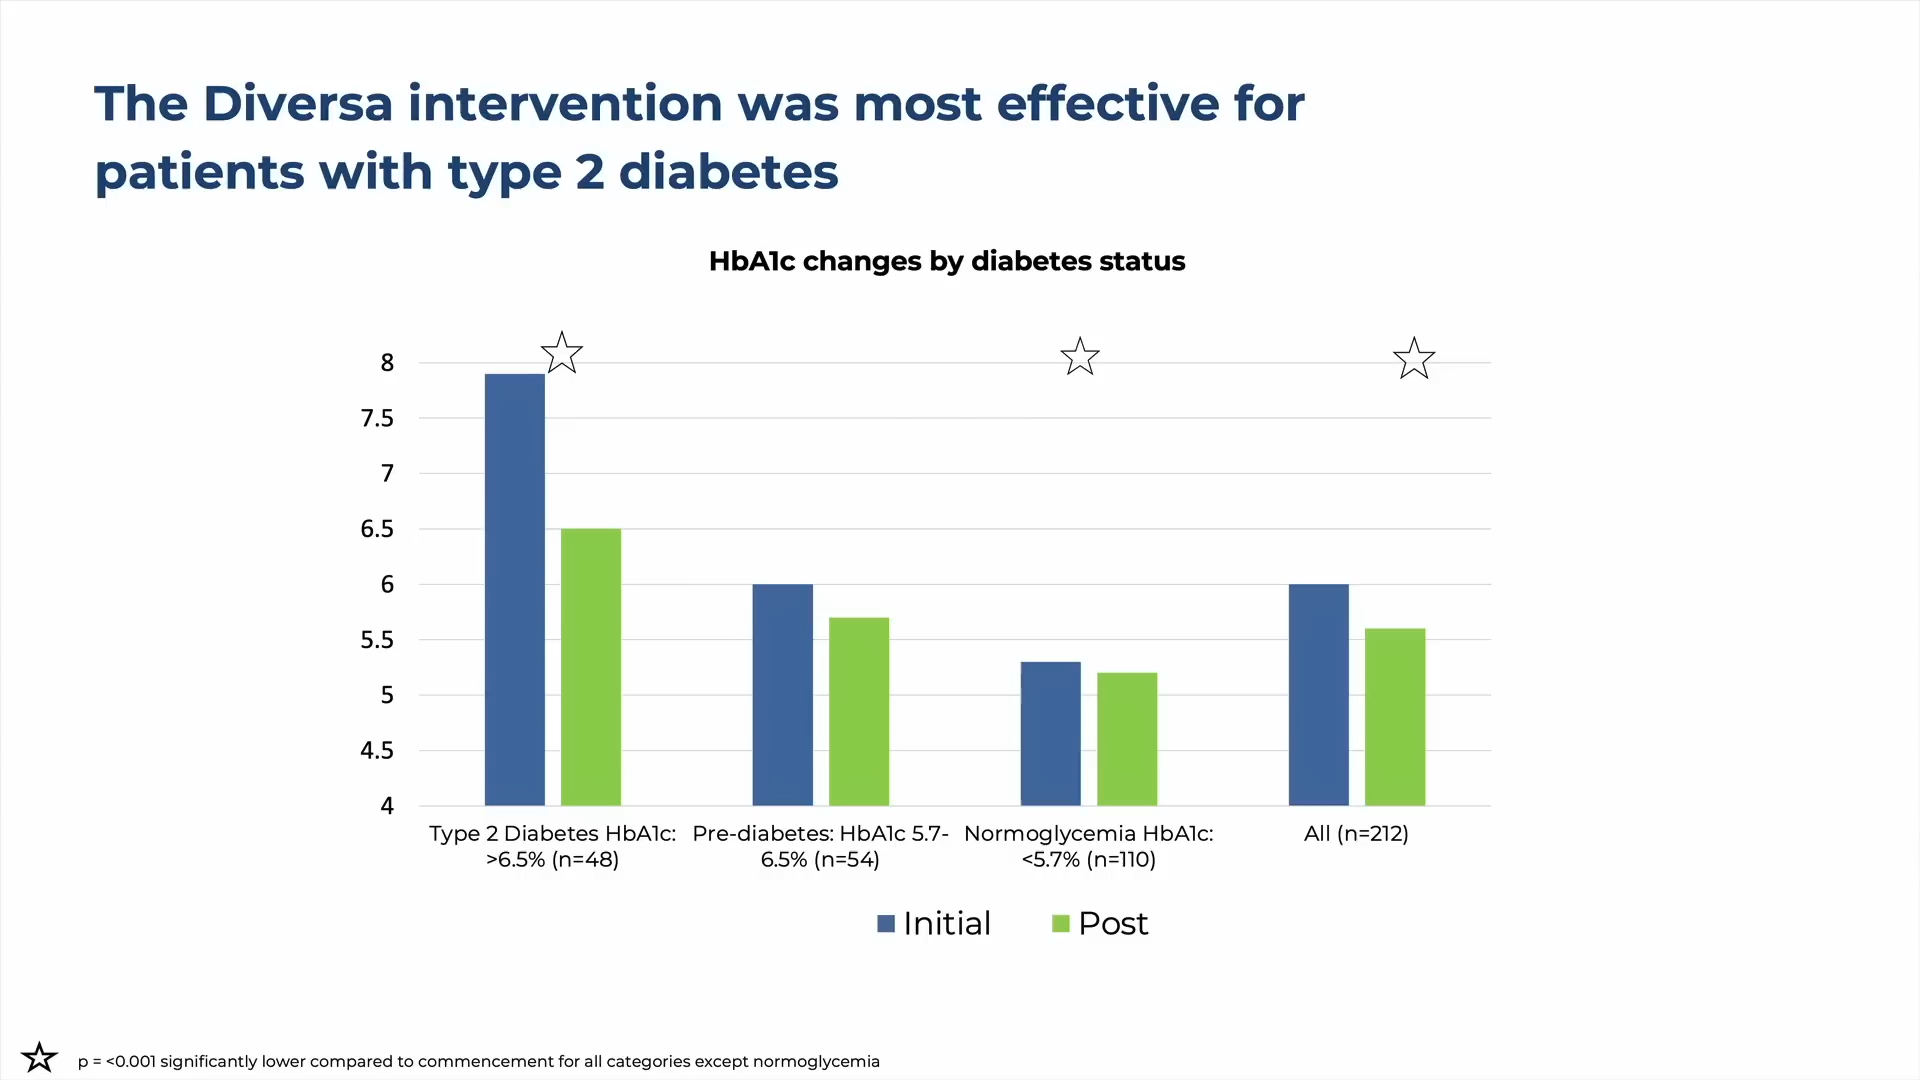 The Diversa intervention was most effective for
patients with type 2 diabetes
HbA1c changes by diabetes status
8
7.5
7
6.5
6
5.5
5
4.5
4
Type 2 Diabetes HbA1c:
>6.5% (n=48)
Pre-diabetes: HbA1c 5.7-
6.5% (n=54)
Normoglycemia HbA1c:
<5.7% (n=110)
All (n=212)
Initial
Post
p = <0.001 significantly lower compared to commencement for all categories except normoglycemia